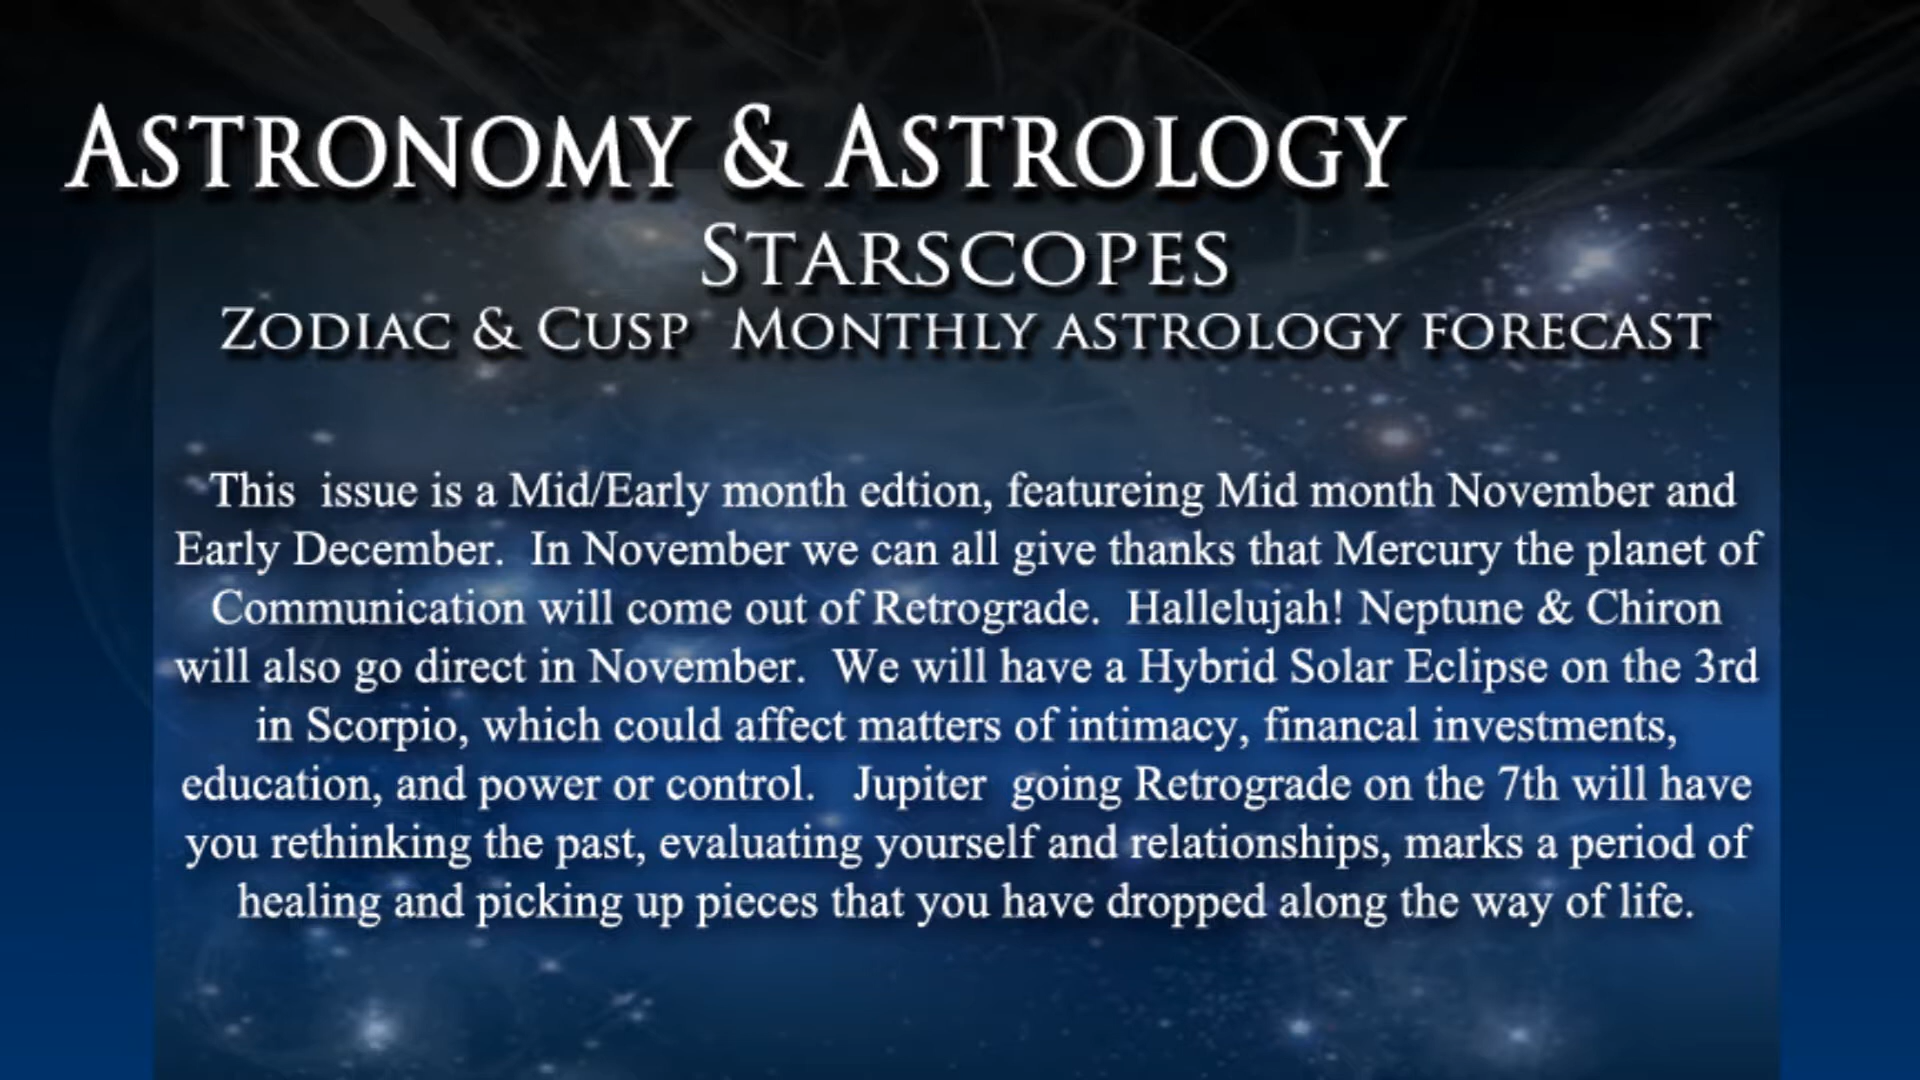 Astronomy & Astrology
Starscopes
Zodiac & Cusp Monthly astrology forecast
This issue is a Mid/Early month edtion, featureing Mid month November and
Early December. In November we can all give thanks that Mercury the planet of
Communication will come out of Retrograde. Hallelujah! Neptune & Chiron
will also go direct in November. We will have a Hybrid Solar Eclipse on the 3rd
in Scorpio, which could affect matters of intimacy, financal investments,
education, and power or control. Jupiter going Retrograde on the 7th will have
you rethinking the past, evaluating yourself and relationships, marks a period of
healing and picking up pieces that you have dropped along the way of life.